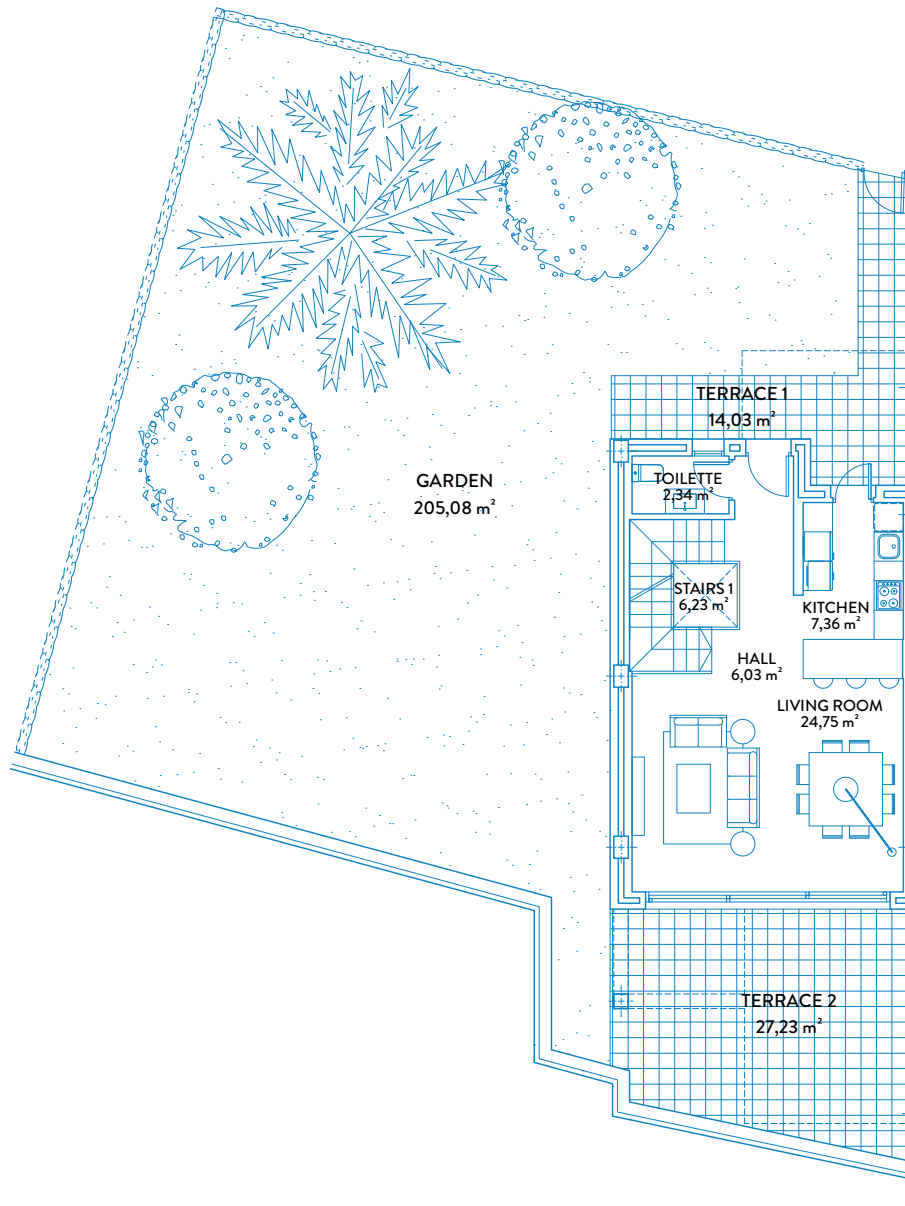 TERRACE 1
14,03 m²
GARDEN
205,08 m²
TOILETTE
2,34 m²
STAIRS 1
6,23 m²
KITCHEN
7,36 m²
HALL
6,03 m²
LIVING ROOM
24,75 m²
TERRACE 2
27,23 m²